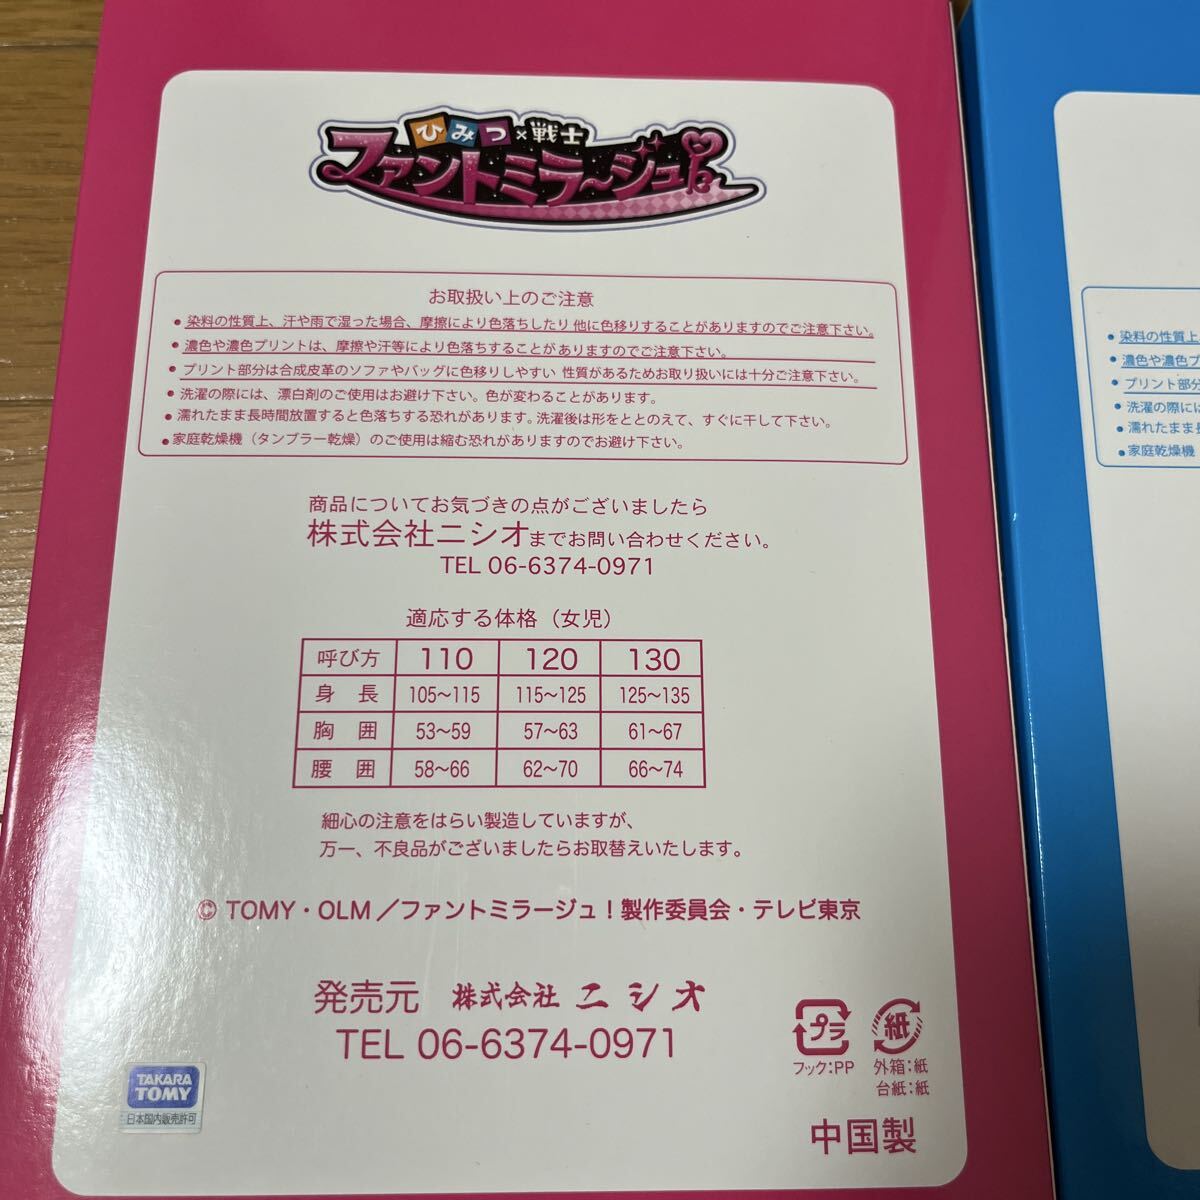 ひみつ×戦士
ファントミラージュ!
お取扱い上のご注意
•染料の性質上、汗や雨で湿った場合、摩擦により色落ちしたり 他に色移りすることがありますのでご注意下さい。
•濃色や濃色プリントは、摩擦や汗等により色落ちすることがありますのでご注意下さい。
•プリント部分は合成皮革のソファやバッグに色移りしやすい 性質があるためお取り扱いには十分ご注意下さい。
•洗濯の際には、漂白剤のご使用はお避け下さい。色が変わることがあります。
•濡れたまま長時間放置すると色落ちする恐れがあります。洗濯後は形をととのえて、すぐに干して下さい。
•家庭乾燥機（タンブラー乾燥）のご使用は縮む恐れがありますのでお避け下さい。
商品についてお気づきの点がございましたら
株式会社ニシオまでお問い合わせください。
TEL 06-6374-0971
適応する体格（女児）
呼び方 110 120 130
身 長 105～115 115～125 125～135
胸 囲 53～59 57～63 61～67
腰 囲 58～66 62～70 66～74
細心の注意をはらい製造していますが、
万一、不良品がございましたらお取替えいたします。
© TOMY・OLM／ファントミラージュ！製作委員会・テレビ東京
発売元 株式会社 ニシオ
TEL 06-6374-0971
プラ
フック:PP
紙
外箱:紙
台紙:紙
TAKARA
TOMY
日本国内販売許可
中国製
•染料の性質上
•濃色や濃色プ
•プリント部分
•洗濯の際には
•濡れたまま長
•家庭乾燥機